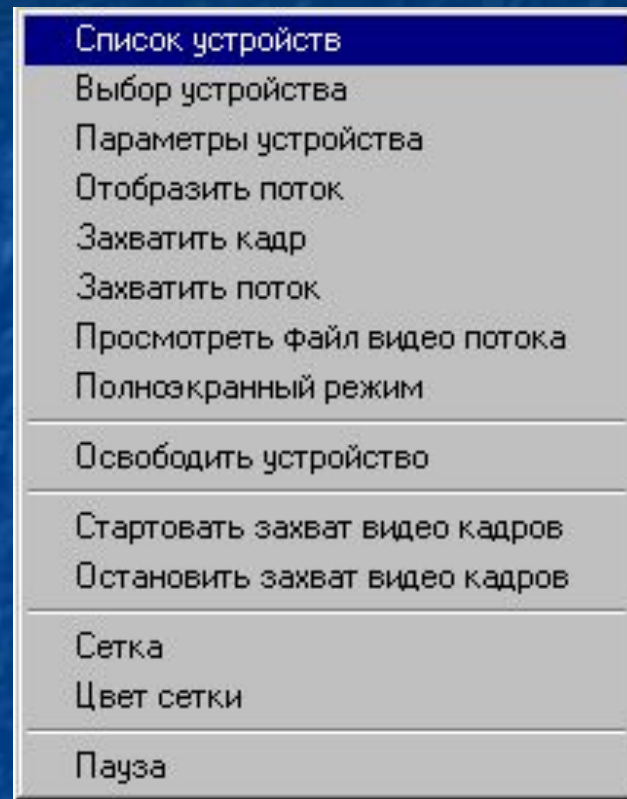 Список устройств
Выбор устройства
Параметры устройства
Отобразить поток
Захватить кадр
Захватить поток
Просмотреть файл видео потока
Полноэкранный режим
Освободить устройство
Стартовать захват видео кадров
Остановить захват видео кадров
Сетка
Цвет сетки
Пауза